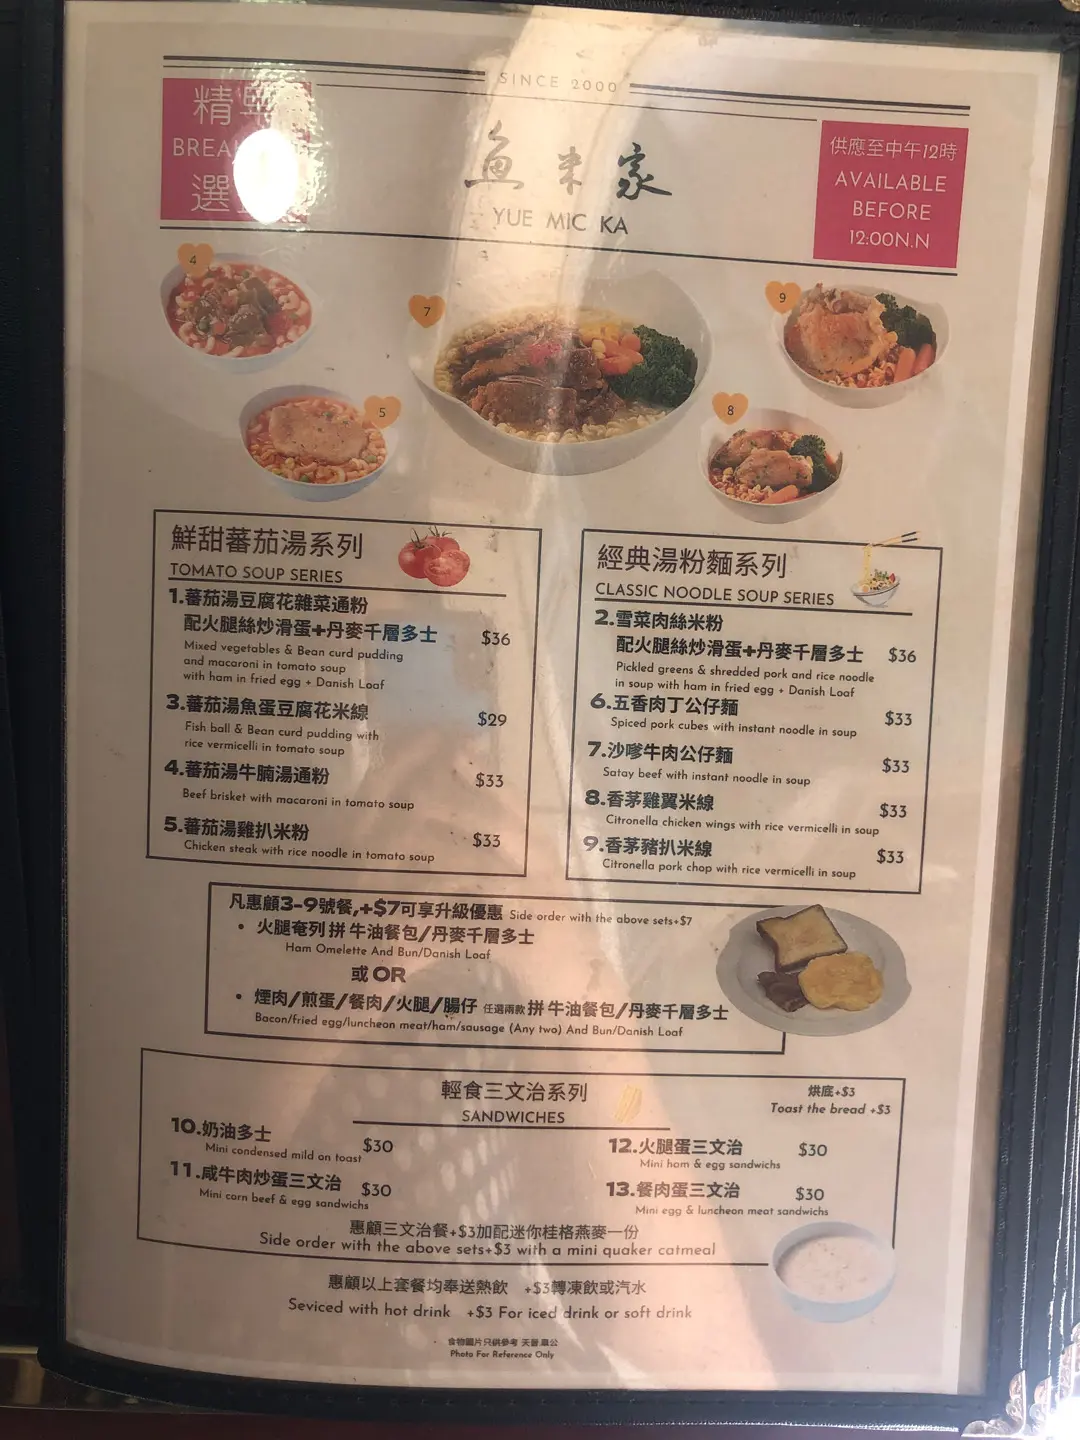 SINCE 2000
精
BREA
選
魚米家
YUE MIC KA
供應至中午12時
AVAILABLE
BEFORE
12:00N.N
4
7
9
5
8
鮮甜蕃茄湯系列
TOMATO SOUP SERIES
1.蕃茄湯豆腐花雜菜通粉
配火腿絲炒滑蛋+丹麥千層多士 $36
Mixed vegetables & Bean curd pudding
and macaroni in tomato soup
with ham in fried egg + Danish Loaf
3.蕃茄湯魚蛋豆腐花米線 $29
Fish ball & Bean curd pudding with
rice vermicelli in tomato soup
4.蕃茄湯牛腩湯通粉 $33
Beef brisket with macaroni in tomato soup
5.蕃茄湯雞扒米粉 $33
Chicken steak with rice noodle in tomato soup
經典湯粉麵系列
CLASSIC NOODLE SOUP SERIES
2.雪菜肉絲米粉
配火腿絲炒滑蛋+丹麥千層多士 $36
Pickled greens & shredded pork and rice noodle
in soup with ham in fried egg + Danish Loaf
6.五香肉丁公仔麵 $33
Spiced pork cubes with instant noodle in soup
7.沙嗲牛肉公仔麵 $33
Satay beef with instant noodle in soup
8.香茅雞翼米線 $33
Citronella chicken wings with rice vermicelli in soup
9.香茅豬扒米線 $33
Citronella pork chop with rice vermicelli in soup
凡惠顧3-9號餐,+$7可享升級優惠 Side order with the above sets+$7
• 火腿奄列 拼 牛油餐包/丹麥千層多士
Ham Omelette And Bun/Danish Loaf
或 OR
• 煙肉/煎蛋/餐肉/火腿/腸仔 任選兩款 拼 牛油餐包/丹麥千層多士
Bacon/fried egg/luncheon meat/ham/sausage (Any two) And Bun/Danish Loaf
輕食三文治系列
SANDWICHES
烘底+$3
Toast the bread +$3
10.奶油多士 $30
Mini condensed mild on toast
11.咸牛肉炒蛋三文治 $30
Mini corn beef & egg sandwichs
12.火腿蛋三文治 $30
Mini ham & egg sandwichs
13.餐肉蛋三文治 $30
Mini egg & luncheon meat sandwichs
惠顧三文治餐+$3加配迷你桂格燕麥一份
Side order with the above sets+$3 with a mini quaker catmeal
惠顧以上套餐均奉送熱飲 +$3轉凍飲或汽水
Seviced with hot drink +$3 For iced drink or soft drink
食物圖片只供參考
Photo For Reference Only